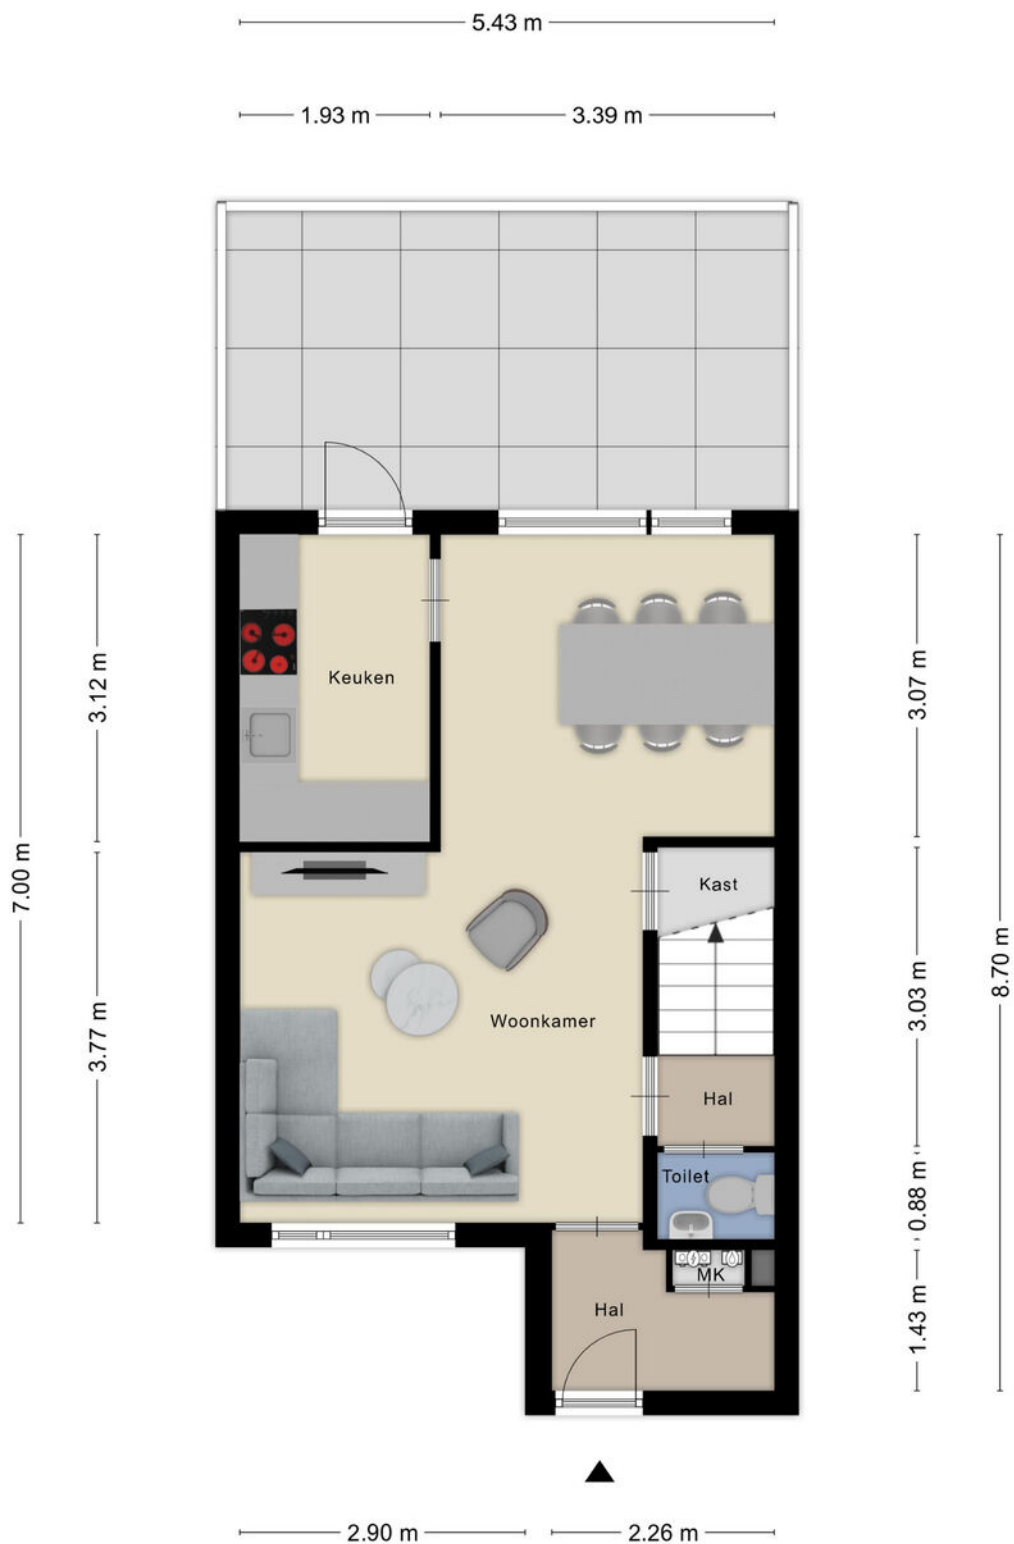 5.43 m
1.93 m
3.39 m
Keuken
3.12 m
3.07 m
7.00 m
Kast
8.70 m
3.03 m
3.77 m
Woonkamer
Hal
Toilet
0.88 m
MK
Hal
1.43 m
2.90 m
2.26 m